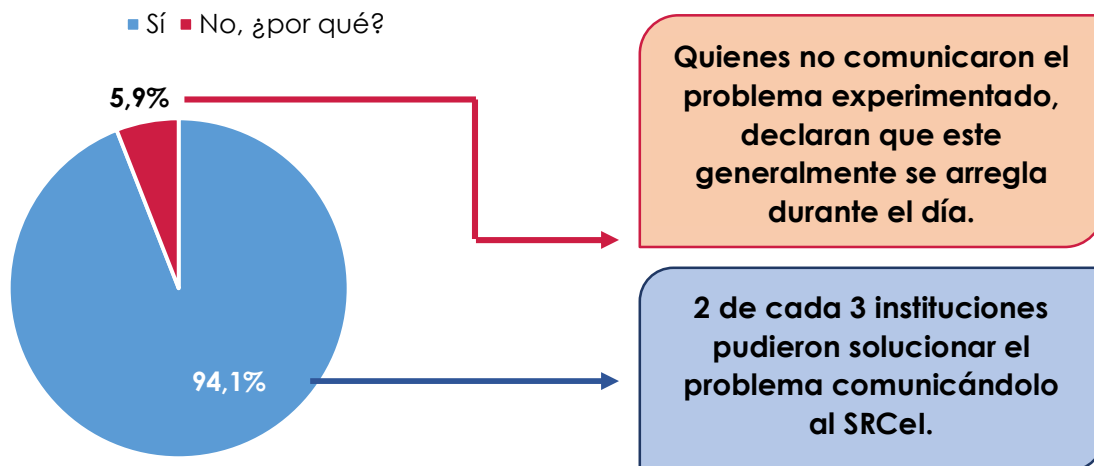 Sí No, ¿por qué?
5,9%
94,1%
Quienes no comunicaron el
problema experimentado,
declaran que este
generalmente se arregla
durante el día.
2 de cada 3 instituciones
pudieron solucionar el
problema comunicándolo
al SRCeI.